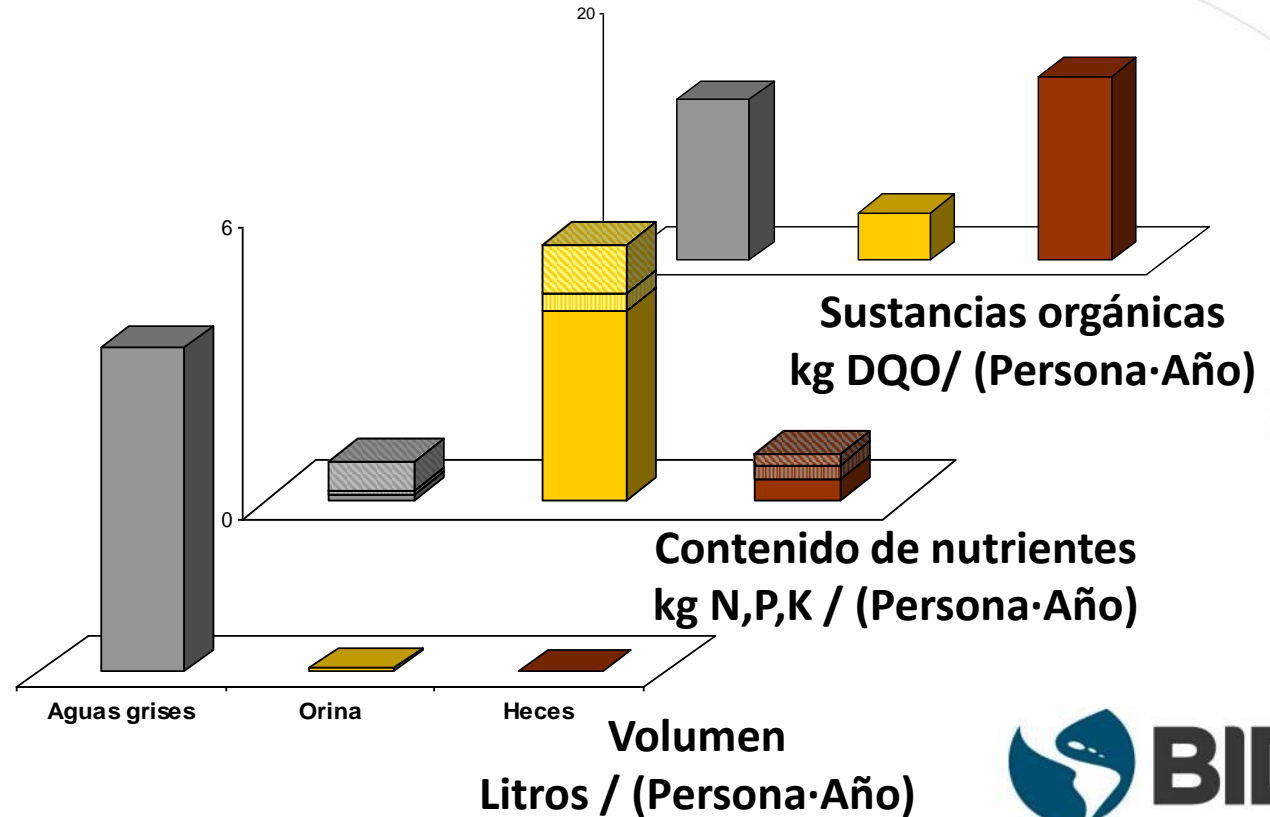 20
6
Sustancias orgánicas
kg DQO/ (Persona·Año)
0
Contenido de nutrientes
kg N,P,K / (Persona·Año)
Aguas grises Orina Heces
Volumen
Litros / (Persona·Año)